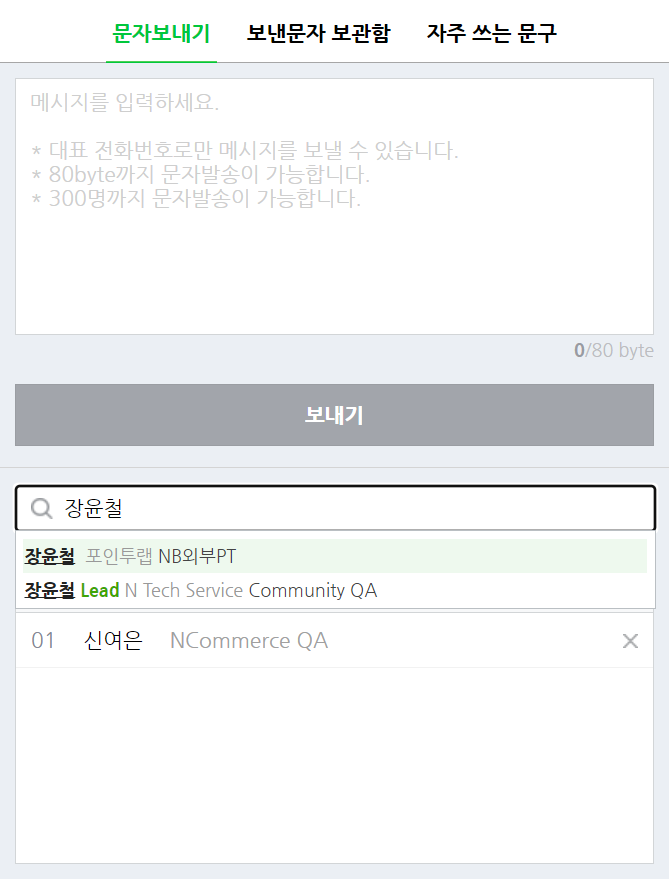 문자보내기 보낸문자 보관함 자주 쓰는 문구
메시지를 입력하세요.
* 대표 전화번호로만 메시지를 보낼 수 있습니다.
* 80byte까지 문자발송이 가능합니다.
* 300명까지 문자발송이 가능합니다.
0/80 byte
보내기
장윤철
장윤철 포인투랩 NB외부PT
장윤철 Lead N Tech Service Community QA
01 신여은 NCommerce QA